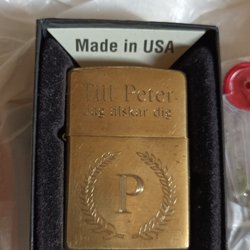 Made in USA
Till Peter
Jag älskar dig
P